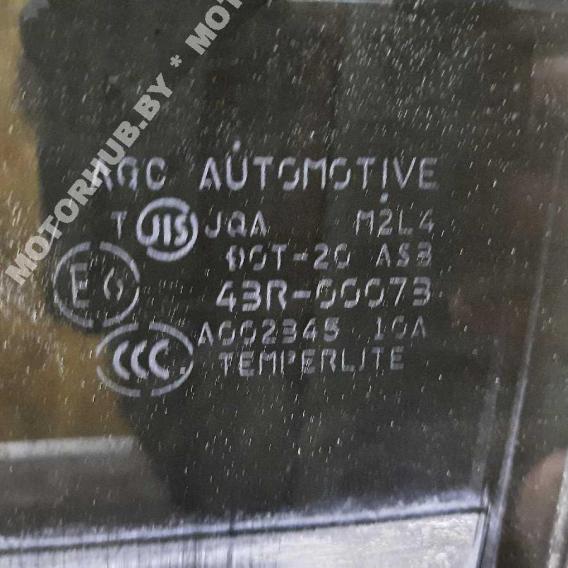 MOTORHUB.BY * MOT
AGC AUTOMOTIVE
T JIS JQA M2L4
DOT-20 AS3
E6 43R-00073
A002345 10A
CCC TEMPERLITE